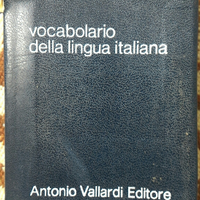 vocabolario
della lingua italiana
Antonio Vallardi Editore